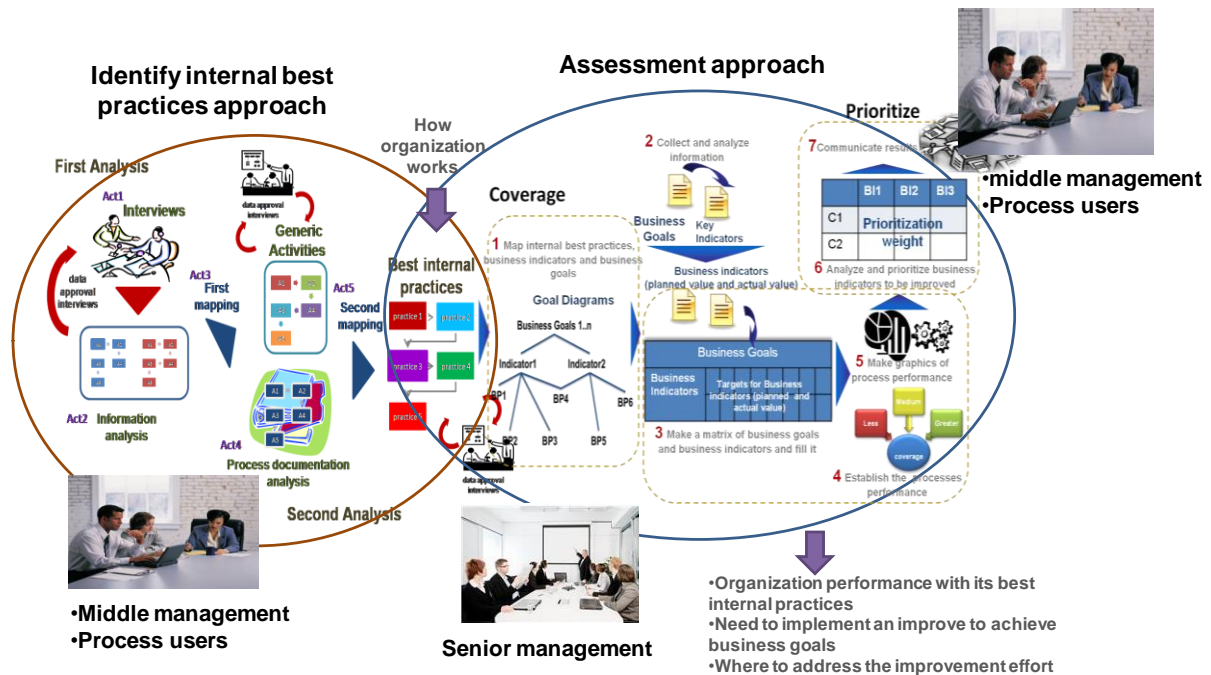 Identify internal best
practices approach
First Analysis
Act1
Interviews
data
approval
interviews
Act2
Information
analysis
Act3
First
mapping
data approval
interviews
Generic
Activities
A1
A4
Act4
A1
A2
A3
A4
A5
Process documentation
analysis
Act5
Second
mapping
Second Analysis
•Middle management
•Process users
How
organization
works
Best internal
practices
practice 1
practice 2
practice 3
practice 4
data approval
interviews
Senior management
Assessment approach
Coverage
1 Map internal best practices,
business indicators and business
goals
Goal Diagrams
Business Goals 1..n
Indicator1
Indicator2
BP1
BP4
BP6
BP2
BP3
BP5
2 Collect and analyze
information
Business
Goals
Key
Indicators
Business indicators
(planned value and actual value)
Business Goals
Business
Indicators
Targets for Business
indicators (planned and
actual value)
3 Make a matrix of business goals
and business indicators and fill it
Prioritize
7 Communicate results
BI1
BI2
BI3
C1
C2
Prioritization
weight
6 Analyze and prioritize business
indicators to be improved
5 Make graphics of
process performance
Less
Medium
Greater
coverage
4 Establish the processes
performance
•middle management
•Process users
•Organization performance with its best
internal practices
•Need to implement an improve to achieve
business goals
•Where to address the improvement effort